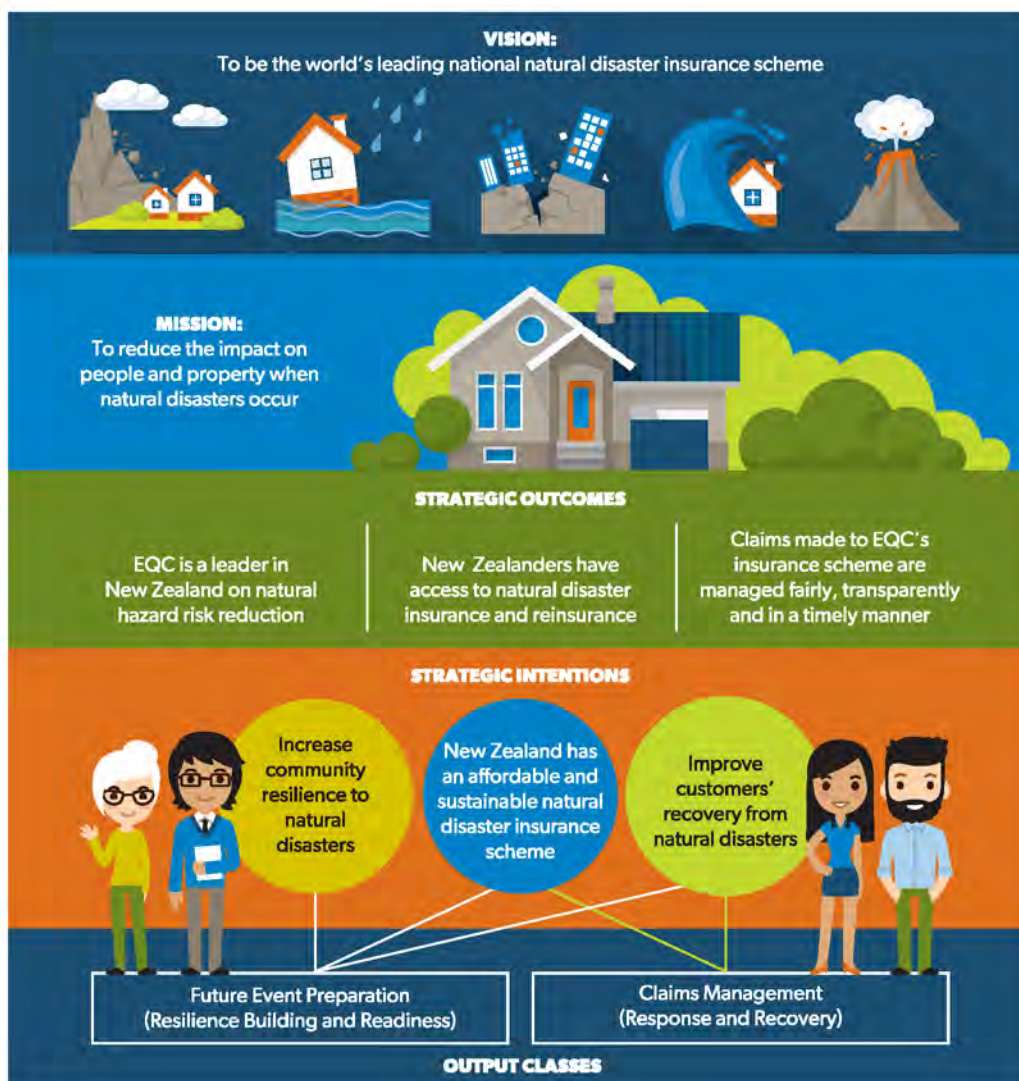 VISION:
To be the world's leading national natural disaster insurance scheme
MISSION:
To reduce the impact on
people and property when
natural disasters occur
STRATEGIC OUTCOMES
EQC is a leader in
New Zealand on natural
hazard risk reduction
New Zealanders have
access to natural disaster
insurance and reinsurance
Claims made to EQC's
insurance scheme are
managed fairly, transparently
and in a timely manner
STRATEGIC INTENTIONS
Increase
community
resilience to
natural
disasters
New Zealand has
an affordable and
sustainable natural
disaster insurance
scheme
Improve
customers'
recovery from
natural disasters
Future Event Preparation
(Resilience Building and Readiness)
Claims Management
(Response and Recovery)
OUTPUT CLASSES